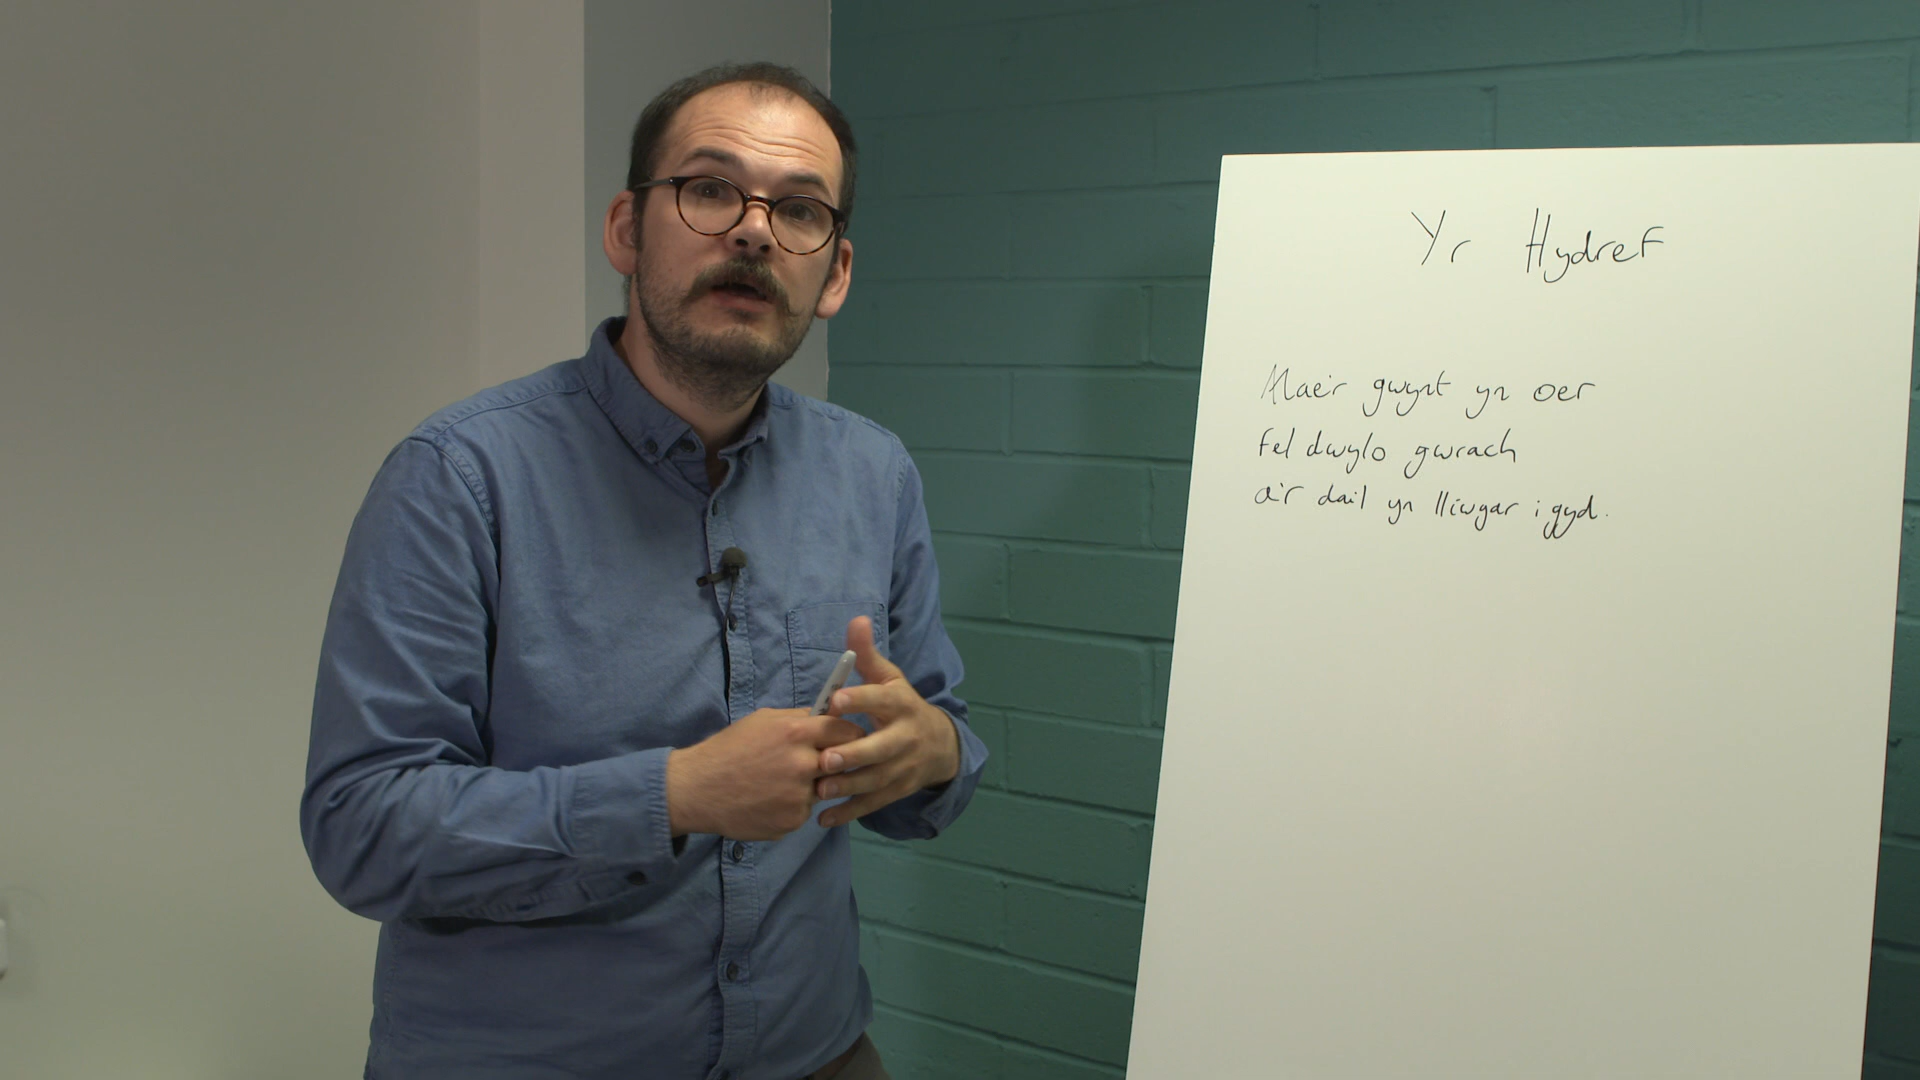 Yr Hydref
Mae'r gwynt yn oer
fel dwylo gwrach
a'r dail yn lliwgar i gyd.